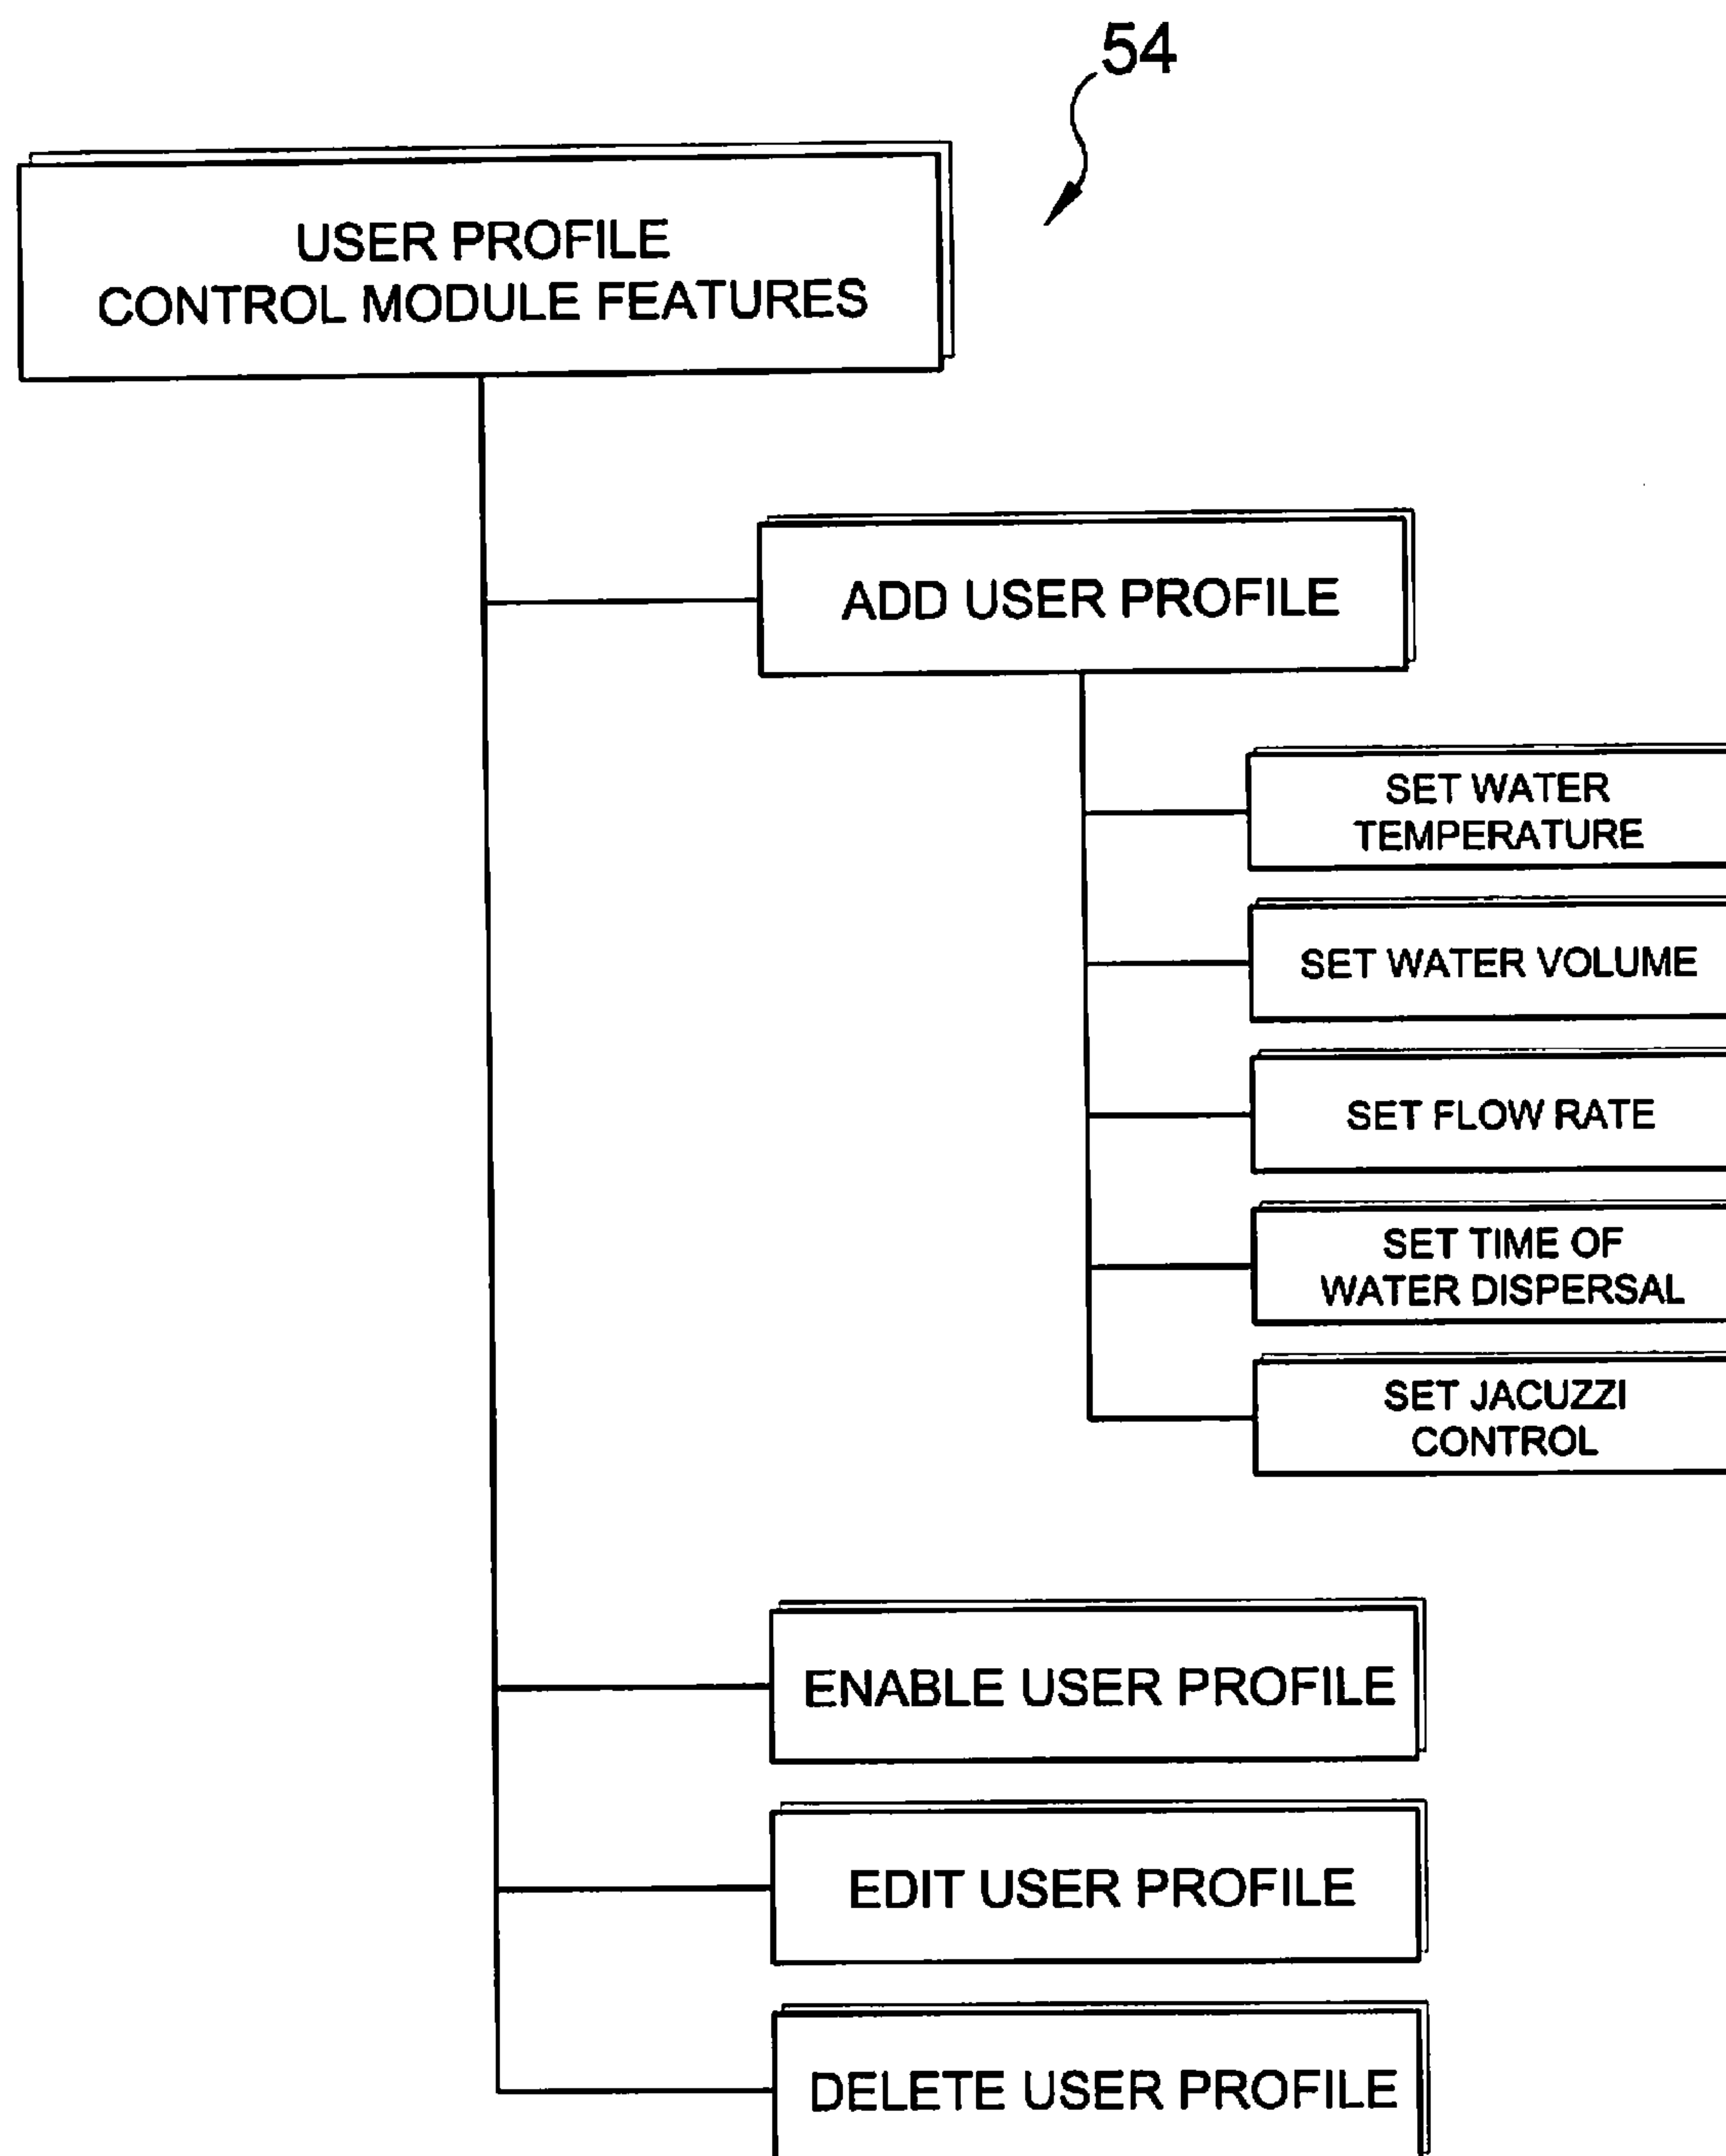 54
USER PROFILE
CONTROL MODULE FEATURES
ADD USER PROFILE
SET WATER
TEMPERATURE
SET WATER VOLUME
SET FLOW RATE
SET TIME OF
WATER DISPERSAL
SET JACUZZI
CONTROL
ENABLE USER PROFILE
EDIT USER PROFILE
DELETE USER PROFILE